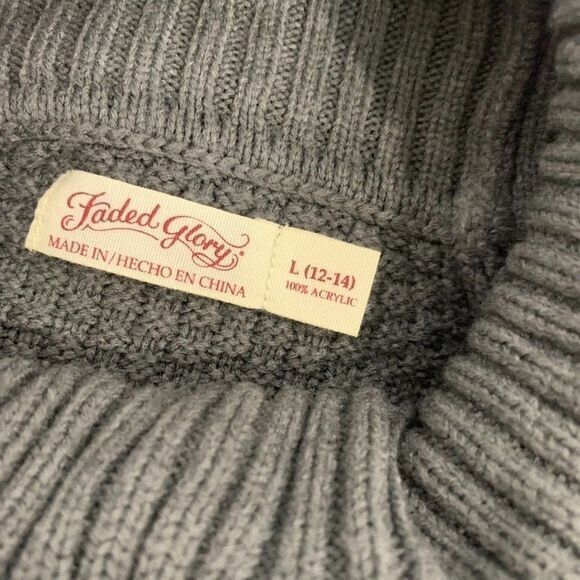 Faded Glory®
MADE IN/HECHO EN CHINA
L (12-14)
100% ACRYLIC